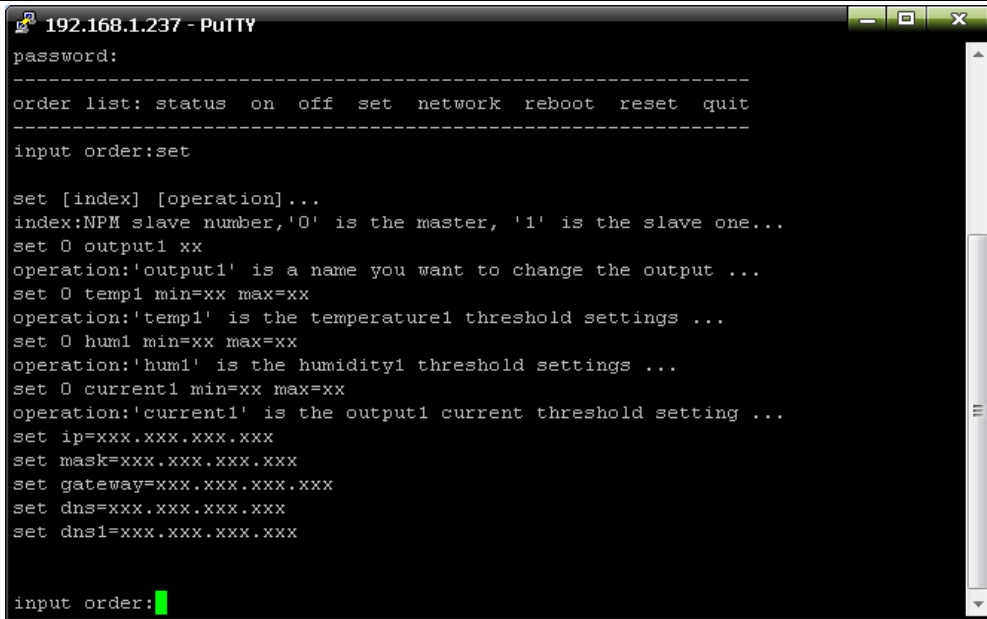 192.168.1.237 - PuTTY
password:
--------------------------------------------------------------
order list: status  on  off  set  network  reboot  reset  quit
--------------------------------------------------------------
input order:set
set [index] [operation]...
index:NPM slave number,'0' is the master, '1' is the slave one...
set 0 output1 xx
operation:'output1' is a name you want to change the output ...
set 0 temp1 min=xx max=xx
operation:'temp1' is the temperature1 threshold settings ...
set 0 hum1 min=xx max=xx
operation:'hum1' is the humidity1 threshold settings ...
set 0 current1 min=xx max=xx
operation:'current1' is the output1 current threshold setting ...
set ip=xxx.xxx.xxx.xxx
set mask=xxx.xxx.xxx.xxx
set gateway=xxx.xxx.xxx.xxx
set dns=xxx.xxx.xxx.xxx
set dns1=xxx.xxx.xxx.xxx
input order: